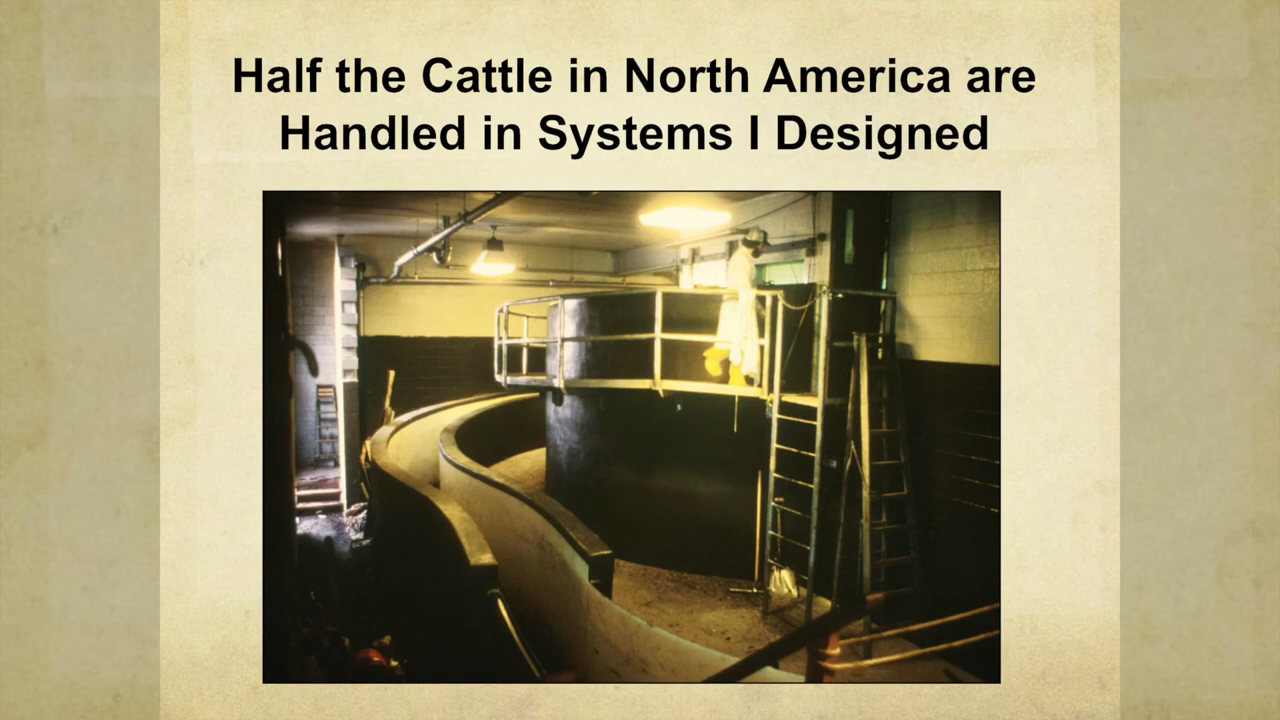 Half the Cattle in North America are
Handled in Systems I Designed